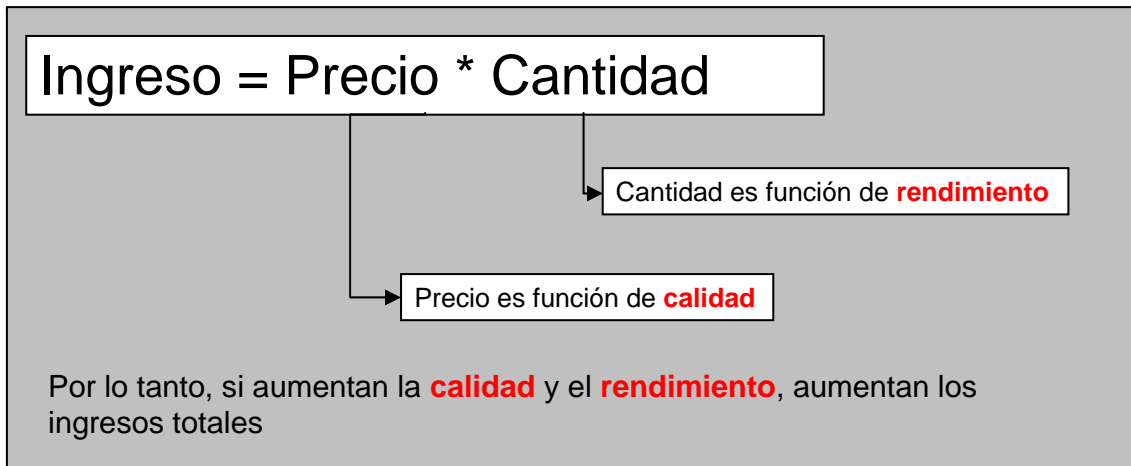 Ingreso = Precio * Cantidad
Cantidad es función de rendimiento
Precio es función de calidad
Por lo tanto, si aumentan la calidad y el rendimiento, aumentan los
ingresos totales